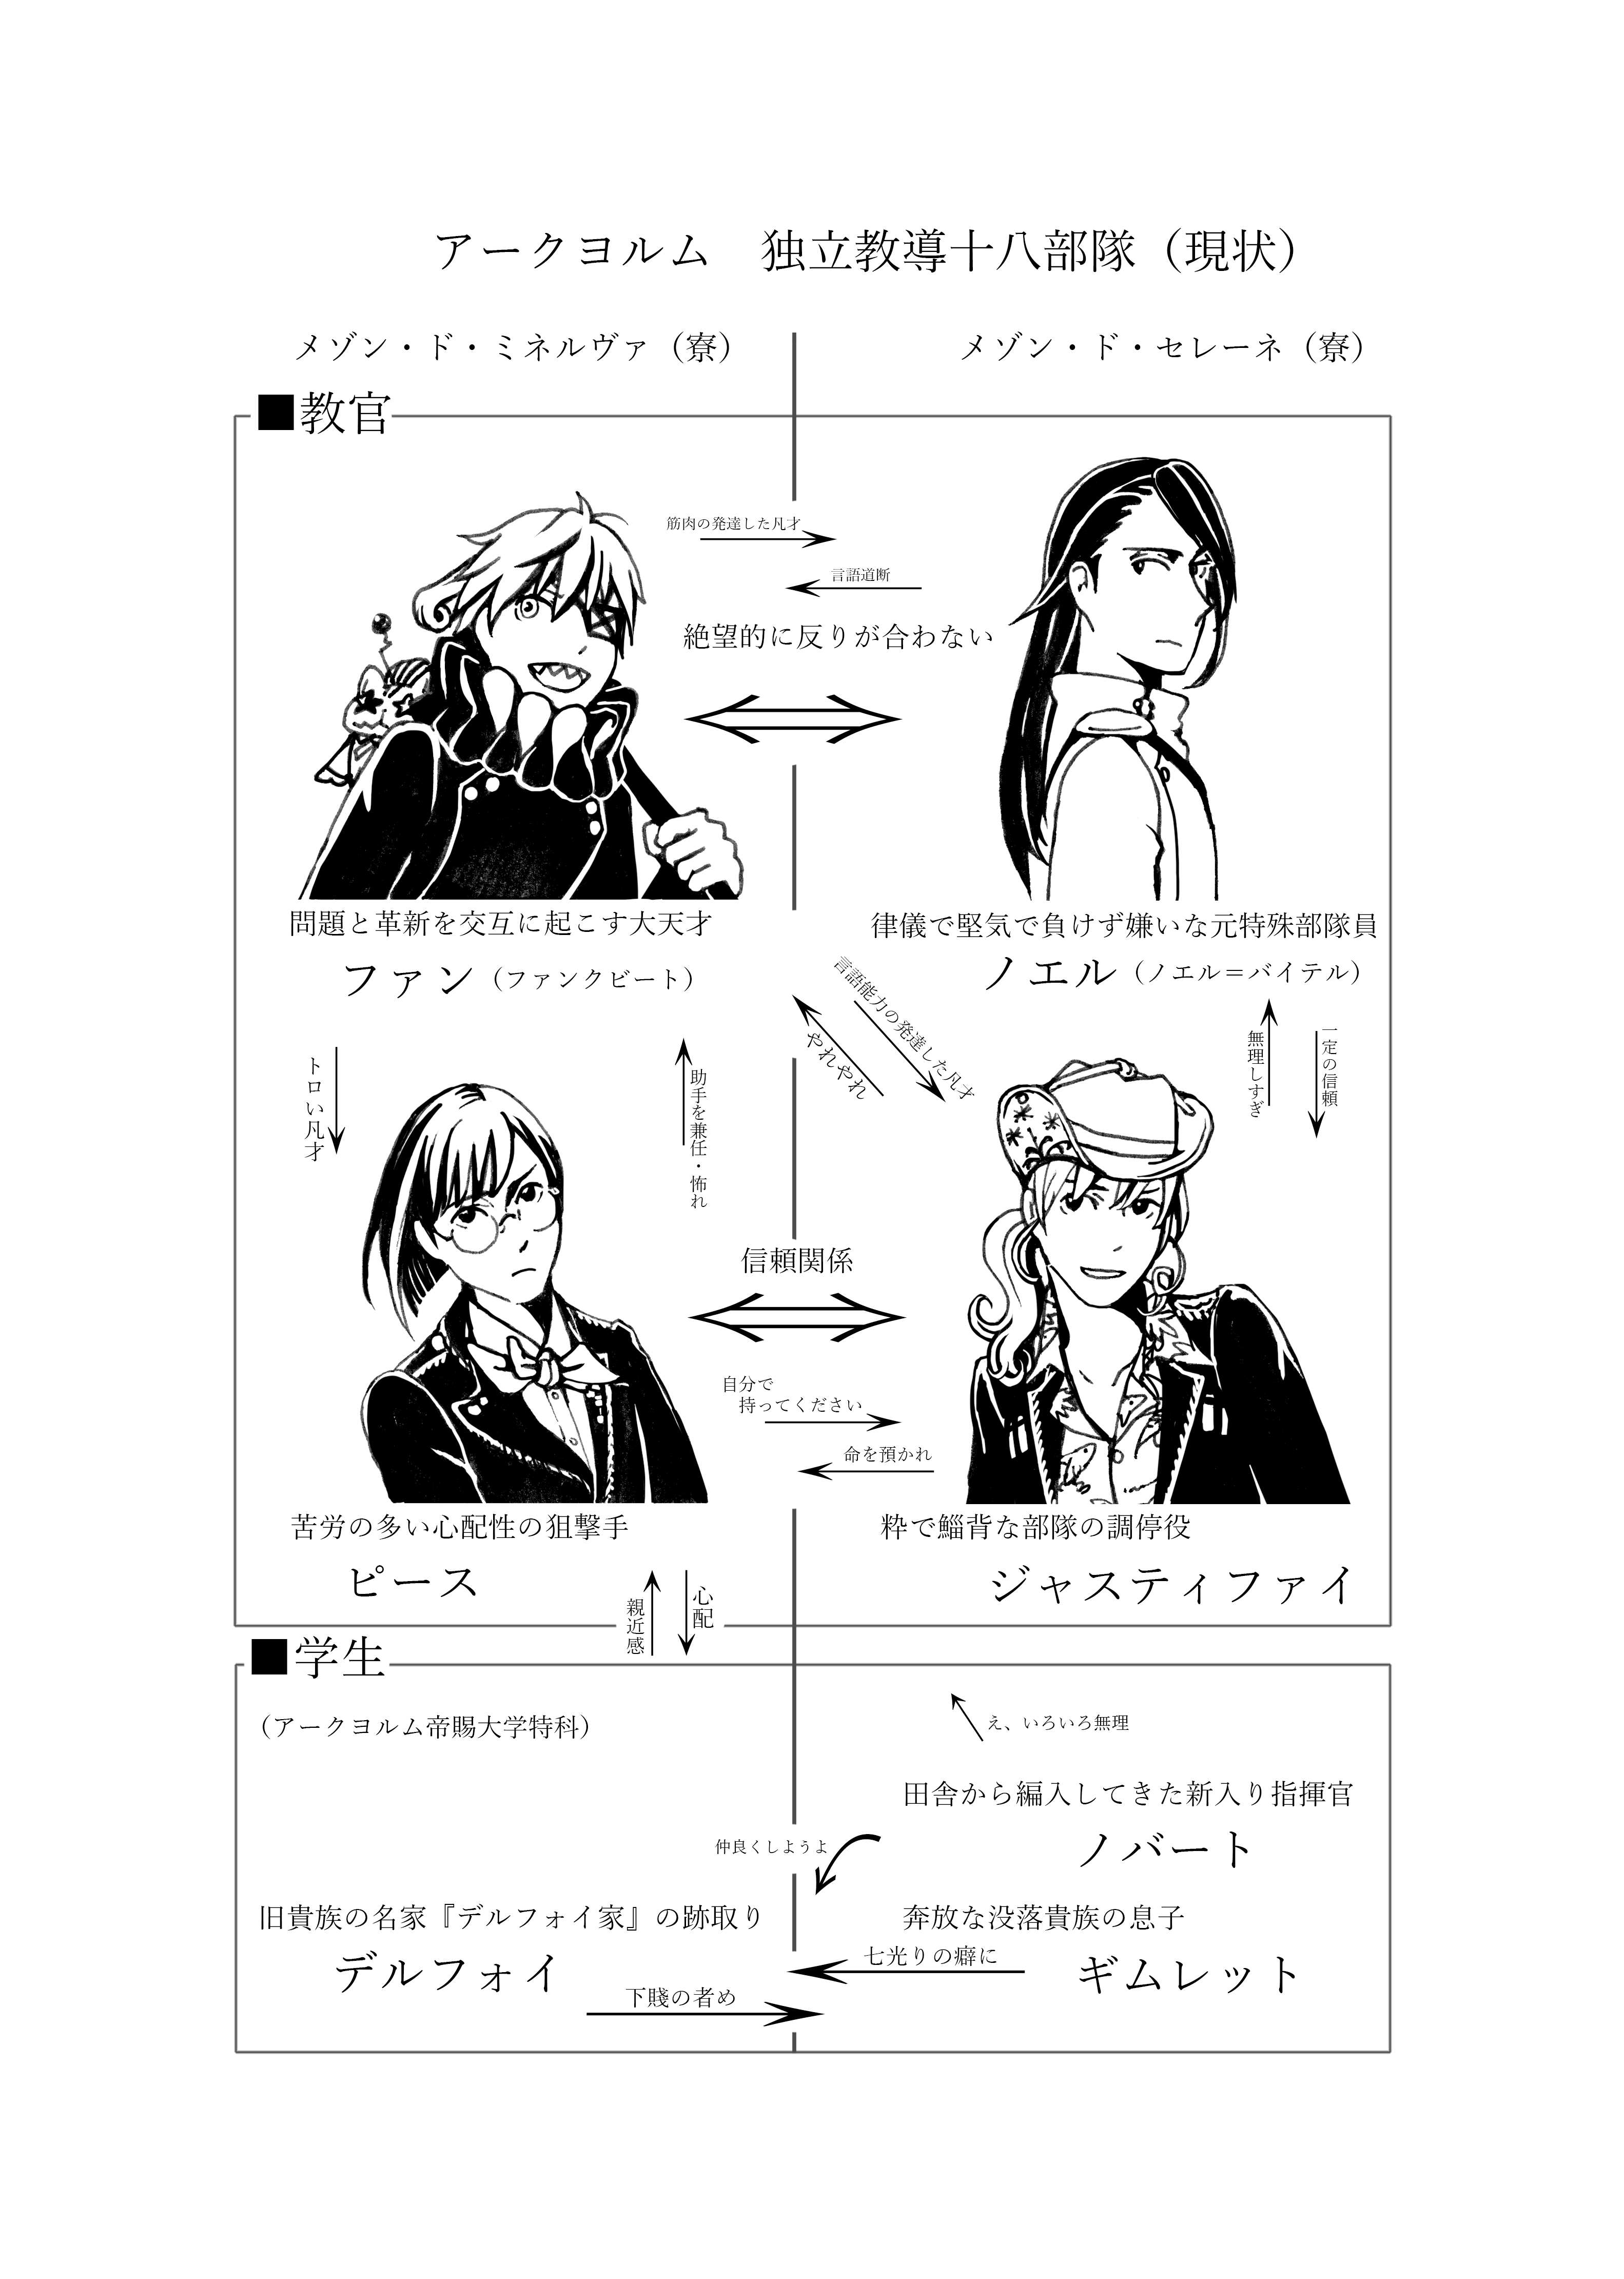 アークヨルム　独立教導十八部隊（現状）
メゾン・ド・ミネルヴァ（寮）
メゾン・ド・セレーネ（寮）
■教官
筋肉の発達した凡才
言語道断
絶望的に反りが合わない
問題と革新を交互に起こす大天才
ファン（ファンクビート）
律儀で堅気で負けず嫌いな元特殊部隊員
ノエル（ノエル＝バイテル）
トロい凡才
助手を兼任・怖れ
言語能力の発達した凡才
やれやれ
無理しすぎ
一定の信頼
信頼関係
自分で
持ってください
命を預かれ
苦労の多い心配性の狙撃手
ピース
粋で鯔背な部隊の調停役
ジャスティファイ
親近感
心配
■学生
（アークヨルム帝賜大学特科）
え、いろいろ無理
田舎から編入してきた新入り指揮官
ノバート
仲良くしようよ
旧貴族の名家『デルフォイ家』の跡取り
デルフォイ
奔放な没落貴族の息子
七光りの癖に
ギムレット
下賤の者め